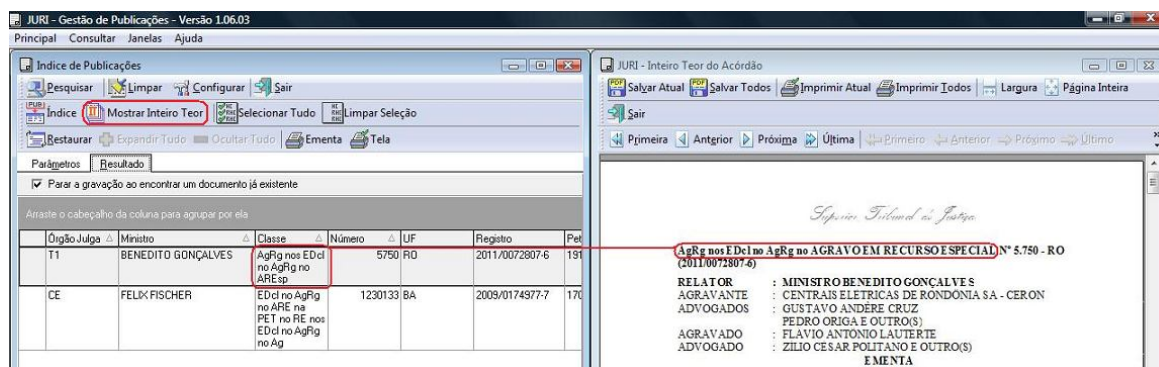 JURI - Gestão de Publicações - Versão 1.06.03
Principal Consultar Janelas Ajuda
Indice de Publicações
Pesquisar Limpar Configurar Sair
Índice Mostrar Inteiro Teor Selecionar Tudo Limpar Seleção
Restaurar Expandir Tudo Ocultar Tudo Ementa Tela
Parâmetros Resultado
Parar a gravação ao encontrar um documento já existente
Arraste o cabeçalho da coluna para agrupar por ela
Órgão Julga Ministro Classe Número UF Registro Pet
T1 BENEDITO GONÇALVES AgRg nos EDcl 5750 RO 2011/0072807-6 191
no AgRg no
AREsp
CE FELIX FISCHER EDcl no AgRg 1230133 BA 2009/0174977-7 170
no ARE na
PET no RE nos
EDcl no AgRg
no Ag
JURI - Inteiro Teor do Acórdão
Salvar Atual Salvar Todos Imprimir Atual Imprimir Todos Largura Página Inteira
Sair
Primeira Anterior Próxima Última Primeiro Anterior Próximo Último
Superior Tribunal de Justiça
AgRg nos EDcl no AgRg no AGRAVO EM RECURSO ESPECIAL Nº 5.750 - RO
(2011/0072807-6)
RELATOR : MINISTRO BENEDITO GONÇALVES
AGRAVANTE : CENTRAIS ELETRICAS DE RONDÔNIA SA - CERON
ADVOGADOS : GUSTAVO ANDÈRE CRUZ
PEDRO ORIGA E OUTRO(S)
AGRAVADO : FLAVIO ANTONIO LAUTERTE
ADVOGADO : ZÍLIO CESAR POLITANO E OUTRO(S)
EMENTA